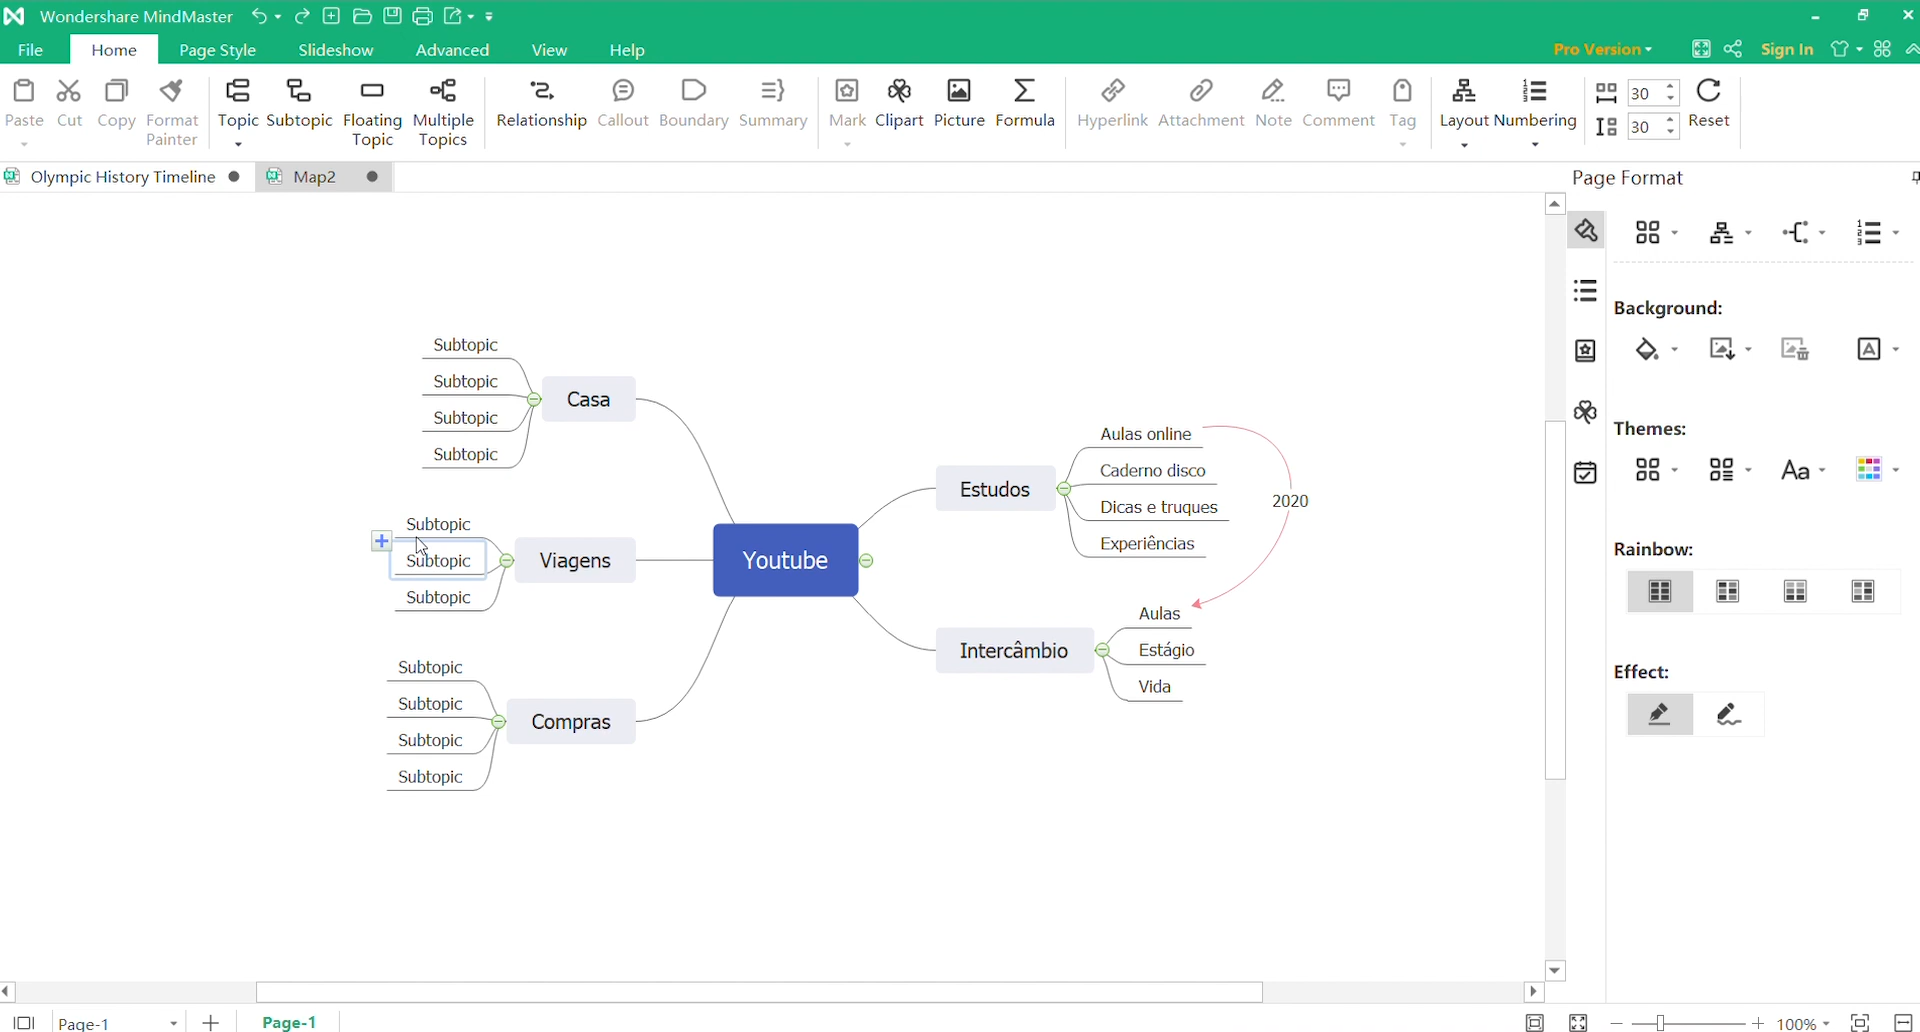 Wondershare MindMaster
File Home Page Style Slideshow Advanced View Help
Pro Version Sign In
Paste Cut Copy Format Painter Topic Subtopic Floating Topic Multiple Topics Relationship Callout Boundary Summary Mark Clipart Picture Formula Hyperlink Attachment Note Comment Tag Layout Numbering 30 30 Reset
Olympic History Timeline Map2
Page Format
Background:
Themes:
Aa
Rainbow:
Effect:
Subtopic
Subtopic
Subtopic
Subtopic
Casa
Subtopic
Subtopic
Subtopic
Viagens
Subtopic
Subtopic
Subtopic
Subtopic
Compras
Youtube
Estudos
Aulas online
Caderno disco
Dicas e truques
Experiências
2020
Intercâmbio
Aulas
Estágio
Vida
Page-1 Page-1 100%